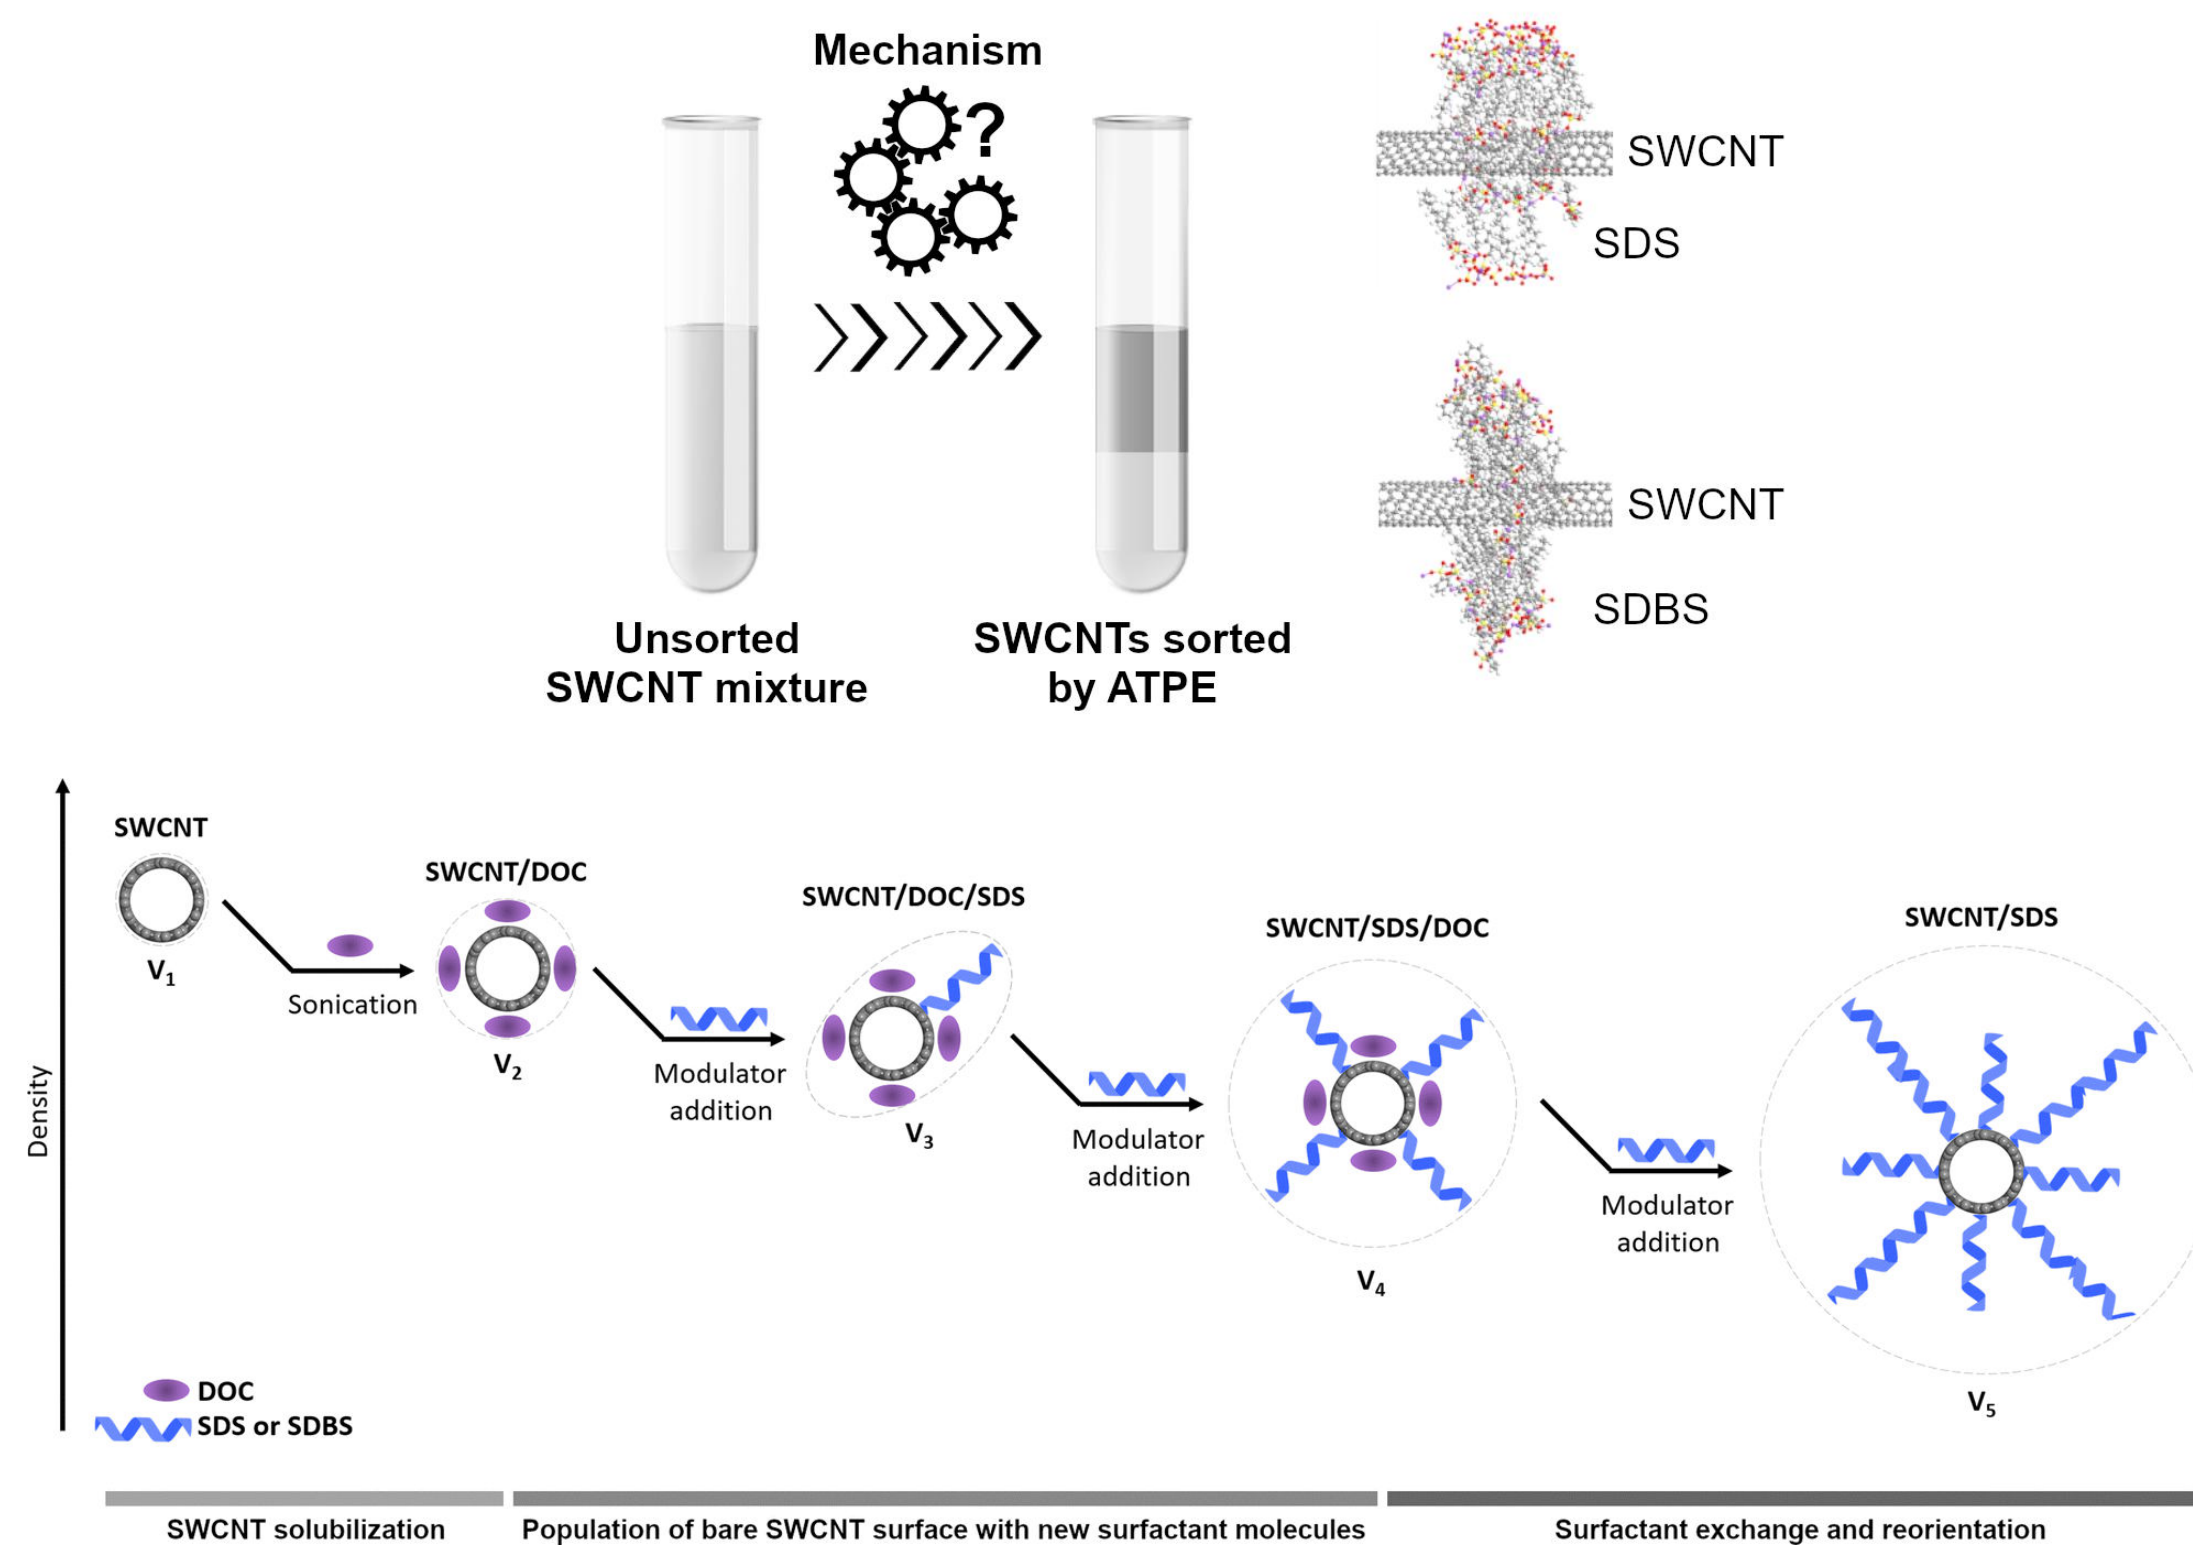 Mechanism
?
SWCNT
SDS
SWCNT
SDBS
Unsorted
SWCNT mixture
SWCNTs sorted
by ATPE
Density
SWCNT
V₁
Sonication
SWCNT/DOC
V₂
Modulator
addition
SWCNT/DOC/SDS
V₃
Modulator
addition
SWCNT/SDS/DOC
V₄
Modulator
addition
SWCNT/SDS
V₅
DOC
SDS or SDBS
SWCNT solubilization
Population of bare SWCNT surface with new surfactant molecules
Surfactant exchange and reorientation